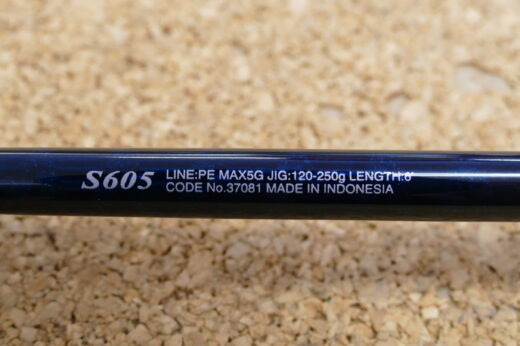 S605
LINE:PE MAX5G JIG:120-250g LENGTH:6'
CODE No.37081 MADE IN INDONESIA